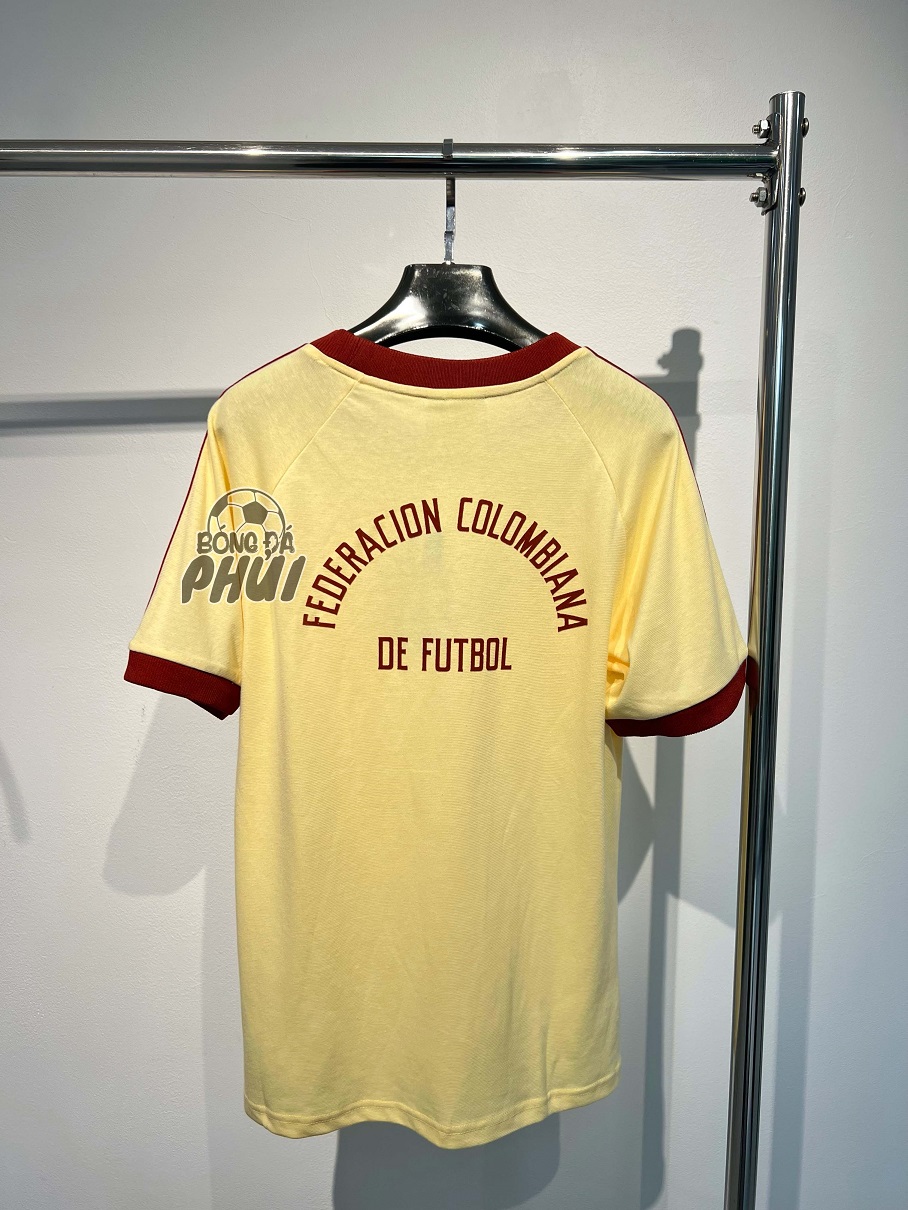 FEDERACION COLOMBIANA
DE FUTBOL
BÓNG ĐÁ
PHỦI